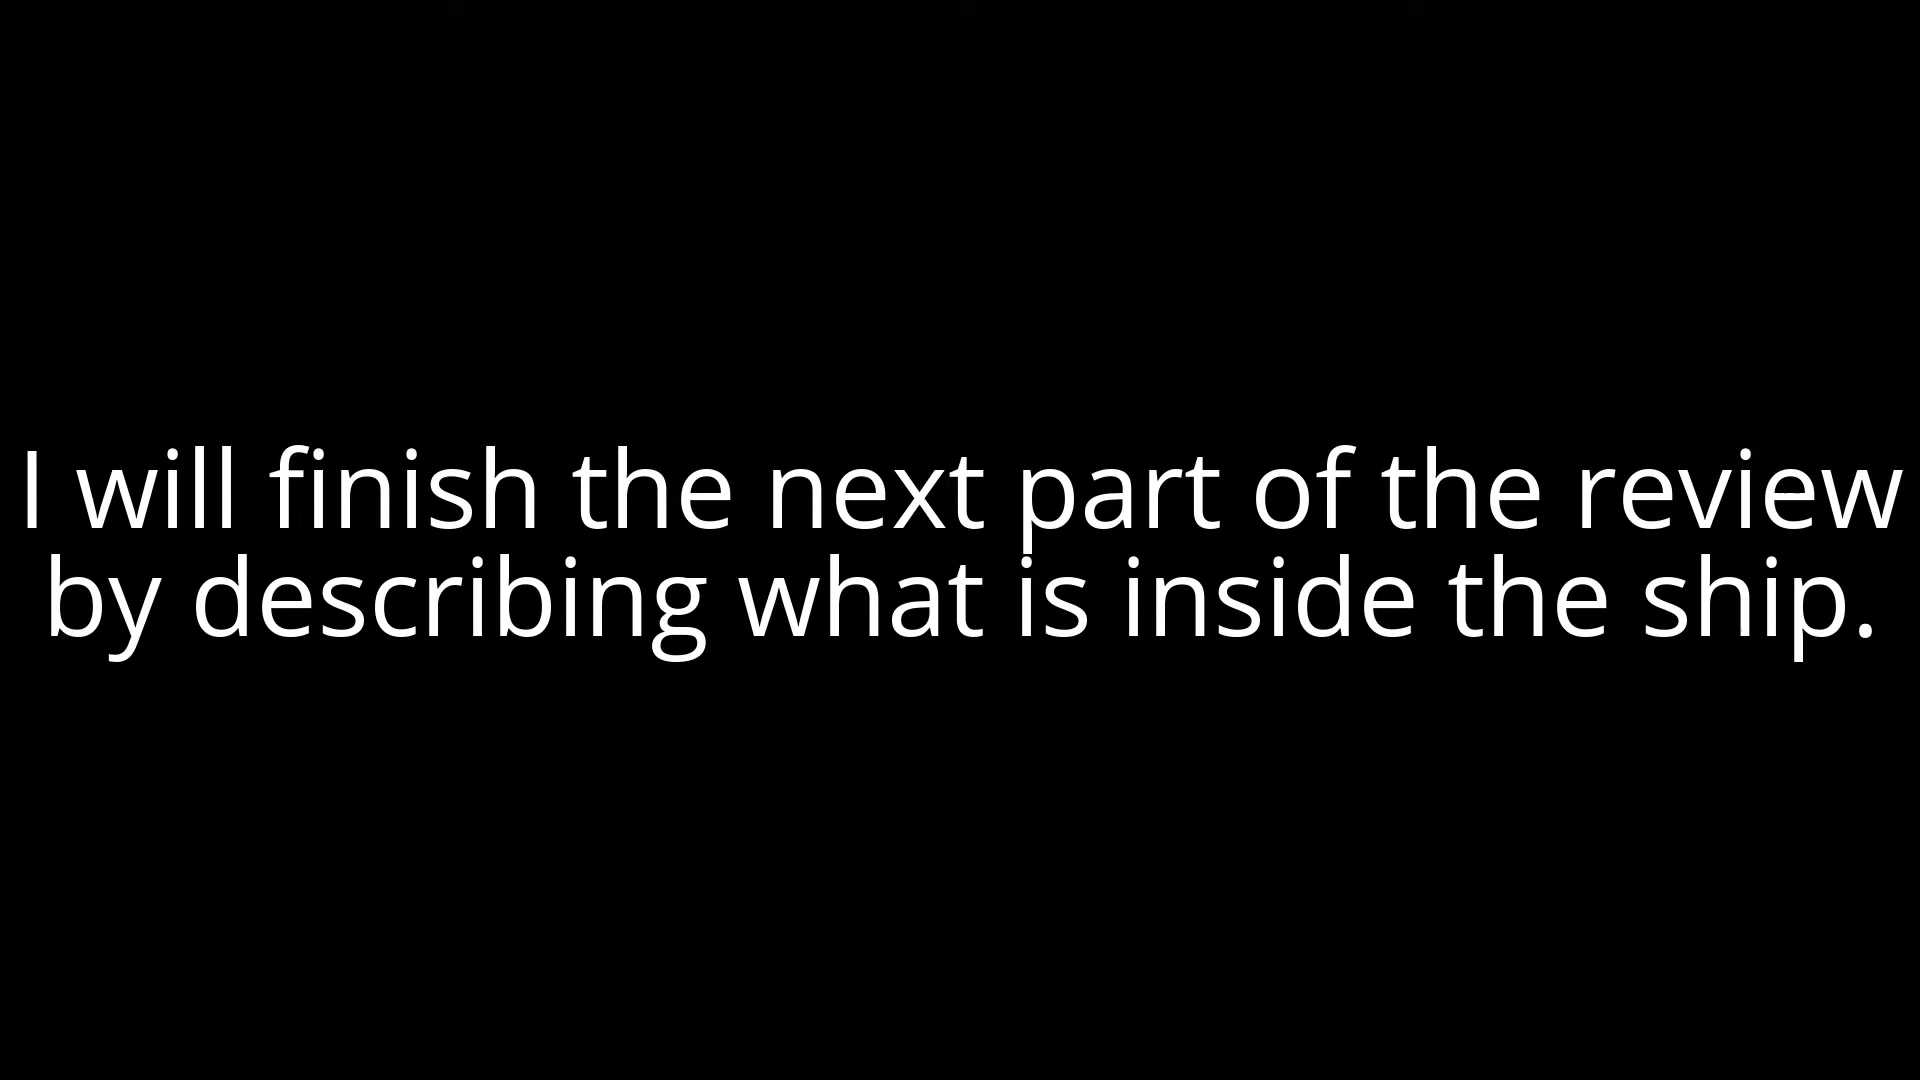 I will finish the next part of the review
by describing what is inside the ship.